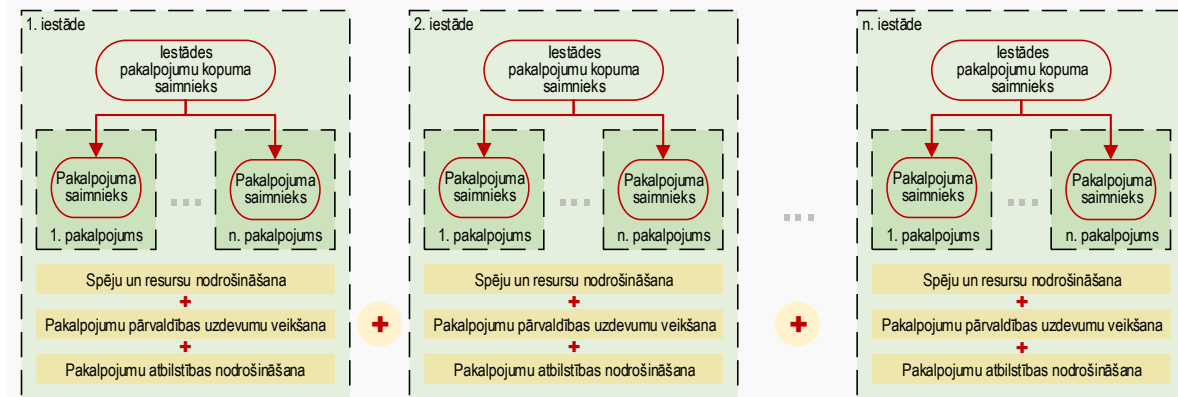 1. iestāde
Iestādes
pakalpojumu kopuma
saimnieks
Pakalpojuma
saimnieks
1. pakalpojums
...
Pakalpojuma
saimnieks
n. pakalpojums
Spēju un resursu nodrošināšana
+
Pakalpojumu pārvaldības uzdevumu veikšana
+
Pakalpojumu atbilstības nodrošināšana
+
2. iestāde
Iestādes
pakalpojumu kopuma
saimnieks
Pakalpojuma
saimnieks
1. pakalpojums
...
Pakalpojuma
saimnieks
n. pakalpojums
Spēju un resursu nodrošināšana
+
Pakalpojumu pārvaldības uzdevumu veikšana
+
Pakalpojumu atbilstības nodrošināšana
...
+
n. iestāde
Iestādes
pakalpojumu kopuma
saimnieks
Pakalpojuma
saimnieks
1. pakalpojums
...
Pakalpojuma
saimnieks
n. pakalpojums
Spēju un resursu nodrošināšana
+
Pakalpojumu pārvaldības uzdevumu veikšana
+
Pakalpojumu atbilstības nodrošināšana